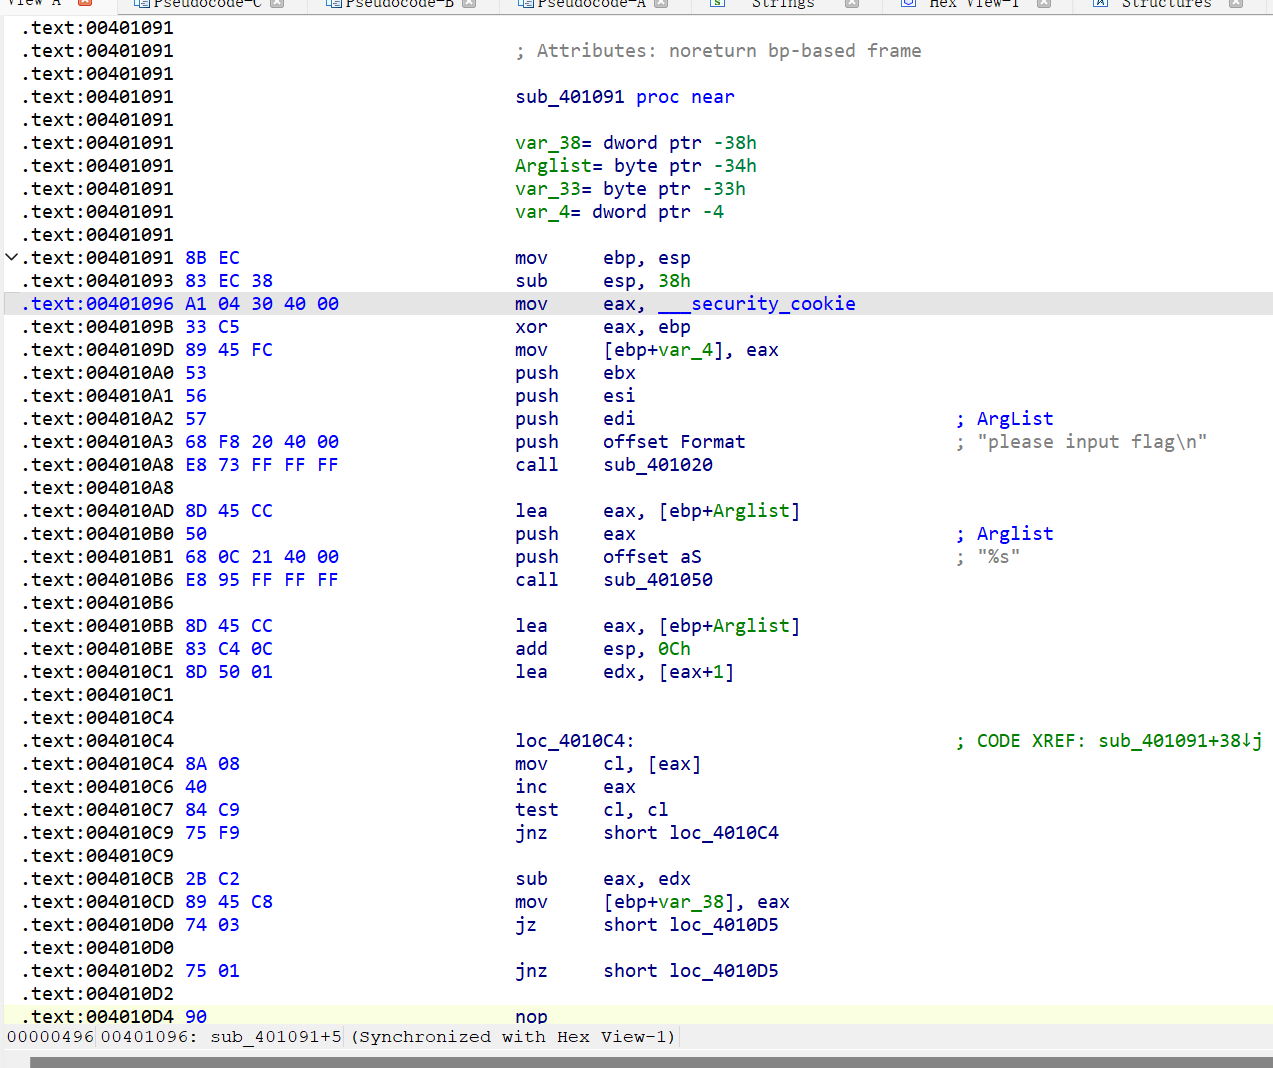 View-A Pseudocode-C Pseudocode-B Pseudocode-A Strings Hex View-1 Structures
.text:00401091
.text:00401091 ; Attributes: noreturn bp-based frame
.text:00401091
.text:00401091 sub_401091 proc near
.text:00401091
.text:00401091 var_38= dword ptr -38h
.text:00401091 Arglist= byte ptr -34h
.text:00401091 var_33= byte ptr -33h
.text:00401091 var_4= dword ptr -4
.text:00401091
.text:00401091 8B EC mov ebp, esp
.text:00401093 83 EC 38 sub esp, 38h
.text:00401096 A1 04 30 40 00 mov eax, ___security_cookie
.text:0040109B 33 C5 xor eax, ebp
.text:0040109D 89 45 FC mov [ebp+var_4], eax
.text:004010A0 53 push ebx
.text:004010A1 56 push esi
.text:004010A2 57 push edi ; ArgList
.text:004010A3 68 F8 20 40 00 push offset Format ; "please input flag\n"
.text:004010A8 E8 73 FF FF FF call sub_401020
.text:004010A8
.text:004010AD 8D 45 CC lea eax, [ebp+Arglist]
.text:004010B0 50 push eax ; Arglist
.text:004010B1 68 0C 21 40 00 push offset aS ; "%s"
.text:004010B6 E8 95 FF FF FF call sub_401050
.text:004010B6
.text:004010BB 8D 45 CC lea eax, [ebp+Arglist]
.text:004010BE 83 C4 0C add esp, 0Ch
.text:004010C1 8D 50 01 lea edx, [eax+1]
.text:004010C1
.text:004010C4
.text:004010C4 loc_4010C4: ; CODE XREF: sub_401091+38↓j
.text:004010C4 8A 08 mov cl, [eax]
.text:004010C6 40 inc eax
.text:004010C7 84 C9 test cl, cl
.text:004010C9 75 F9 jnz short loc_4010C4
.text:004010C9
.text:004010CB 2B C2 sub eax, edx
.text:004010CD 89 45 C8 mov [ebp+var_38], eax
.text:004010D0 74 03 jz short loc_4010D5
.text:004010D0
.text:004010D2 75 01 jnz short loc_4010D5
.text:004010D2
.text:004010D4 90 nop
00000496 00401096: sub_401091+5 (Synchronized with Hex View-1)